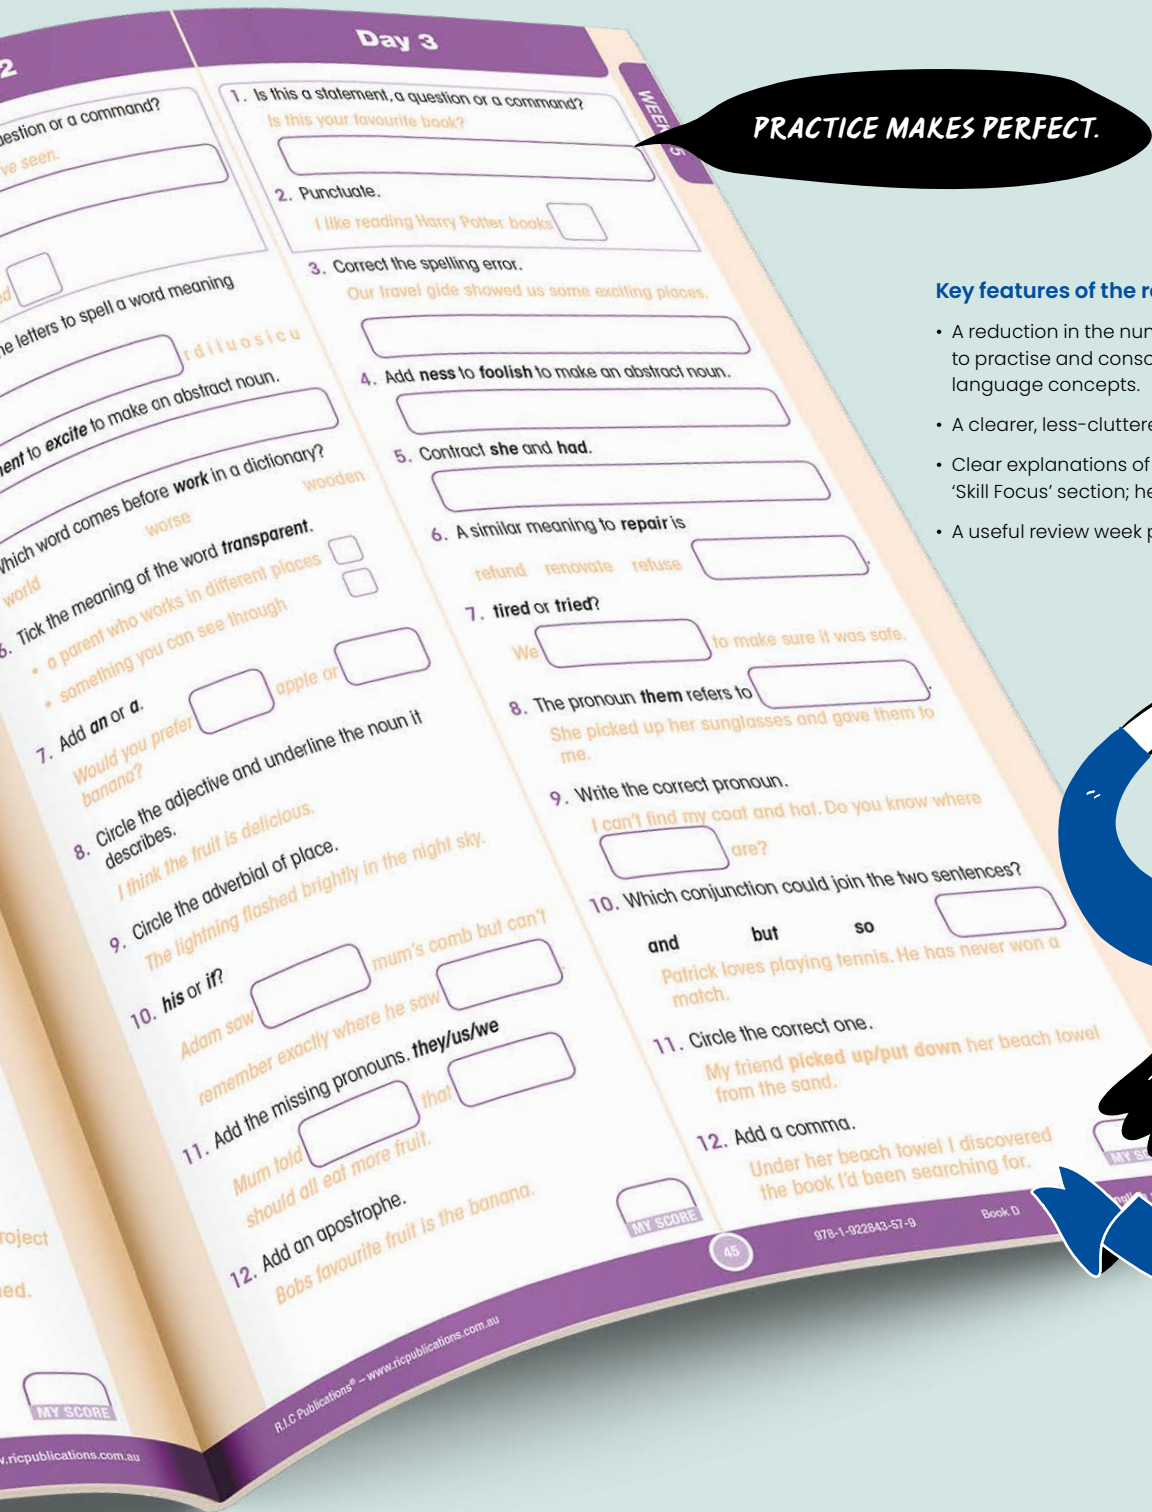 2
estion or a command?
ve seen.
ed
he letters to spell a word meaning
rdiluosicu
ment to excite to make an abstract noun.
Which word comes before work in a dictionary?
world worse wooden
6. Tick the meaning of the word transparent.
• a parent who works in different places
• something you can see through
7. Add an or a.
Would you prefer apple or
banana?
8. Circle the adjective and underline the noun it
describes.
I think the fruit is delicious.
9. Circle the adverbial of place.
The lightning flashed brightly in the night sky.
10. his or it?
Adam saw mum's comb but can't
remember exactly where he saw .
11. Add the missing pronouns. they/us/we
Mum told that
should all eat more fruit.
12. Add an apostrophe.
Bobs favourite fruit is the banana.
MY SCORE
R.I.C Publications® – www.ricpublications.com.au
roject
ed.
MY SCORE
w.ricpublications.com.au
Day 3
WEEK 5
1. Is this a statement, a question or a command?
Is this your favourite book?
2. Punctuate.
I like reading Harry Potter books
3. Correct the spelling error.
Our travel gide showed us some exciting places.
4. Add ness to foolish to make an abstract noun.
5. Contract she and had.
6. A similar meaning to repair is
refund renovate refuse .
7. tired or tried?
We to make sure it was safe.
8. The pronoun them refers to .
She picked up her sunglasses and gave them to
me.
9. Write the correct pronoun.
I can't find my coat and hat. Do you know where
are?
10. Which conjunction could join the two sentences?
and but so
Patrick loves playing tennis. He has never won a
match.
11. Circle the correct one.
My friend picked up/put down her beach towel
from the sand.
12. Add a comma.
Under her beach towel I discovered
the book I'd been searching for.
MY SC
45
978-1-922843-57-9
Book D
PRACTICE MAKES PERFECT.
Key features of the r
• A reduction in the nu
to practise and conso
language concepts.
• A clearer, less-clutter
• Clear explanations of
'Skill Focus' section; he
• A useful review week p